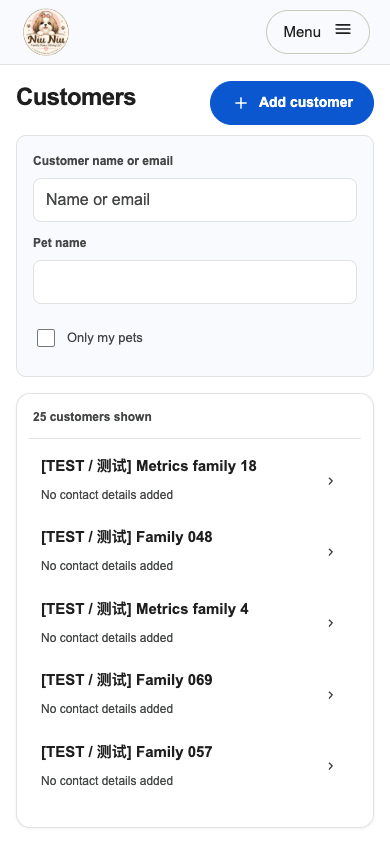 Niu Niu
Menu
Customers
Add customer
Customer name or email
Name or email
Pet name
Only my pets
25 customers shown
[TEST / 测试] Metrics family 18
No contact details added
[TEST / 测试] Family 048
No contact details added
[TEST / 测试] Metrics family 4
No contact details added
[TEST / 测试] Family 069
No contact details added
[TEST / 测试] Family 057
No contact details added